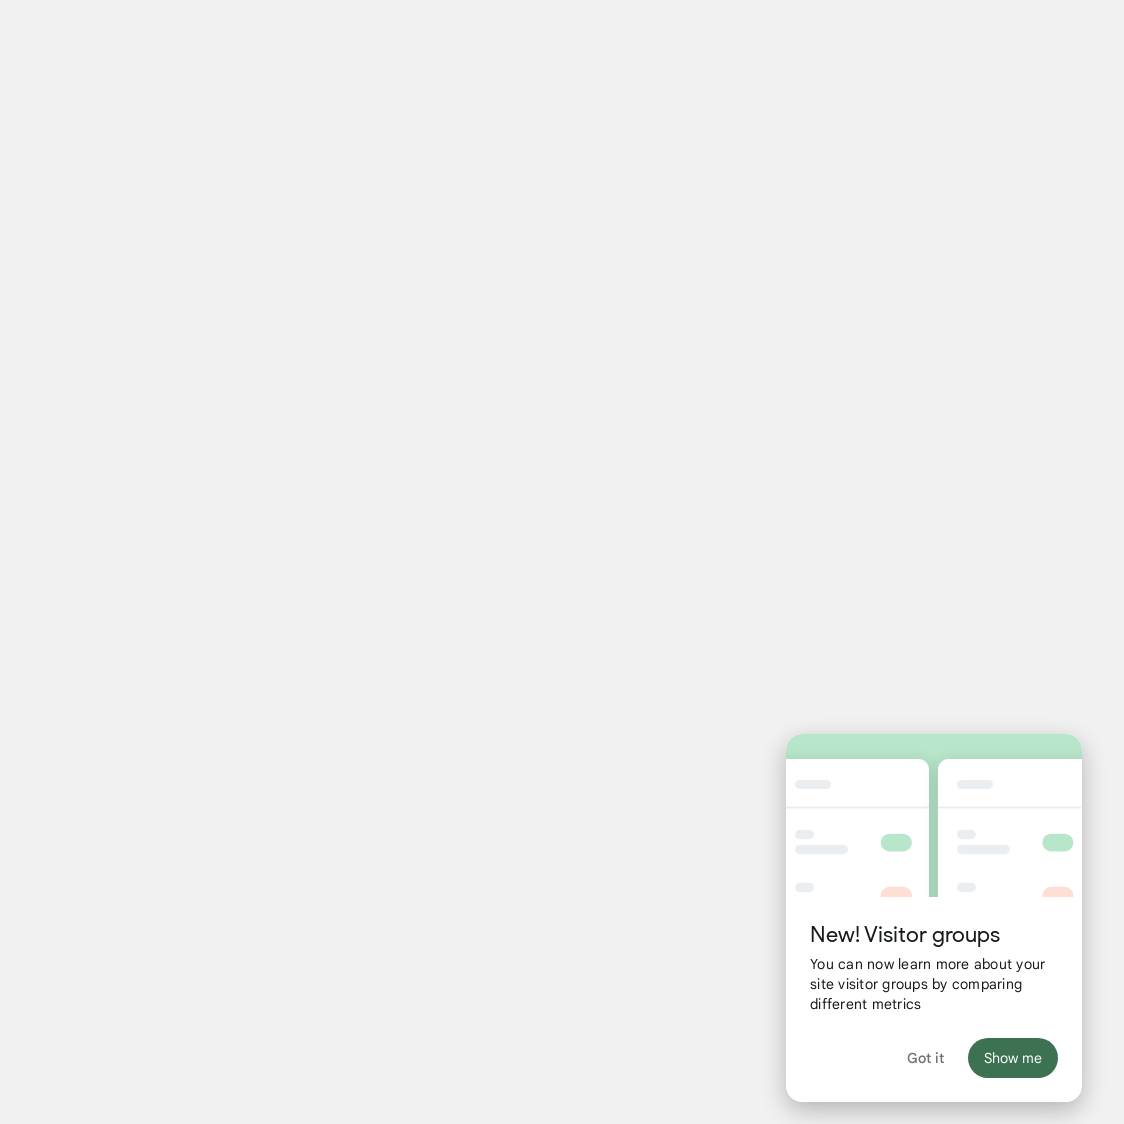 New! Visitor groups
You can now learn more about your
site visitor groups by comparing
different metrics
Got it
Show me